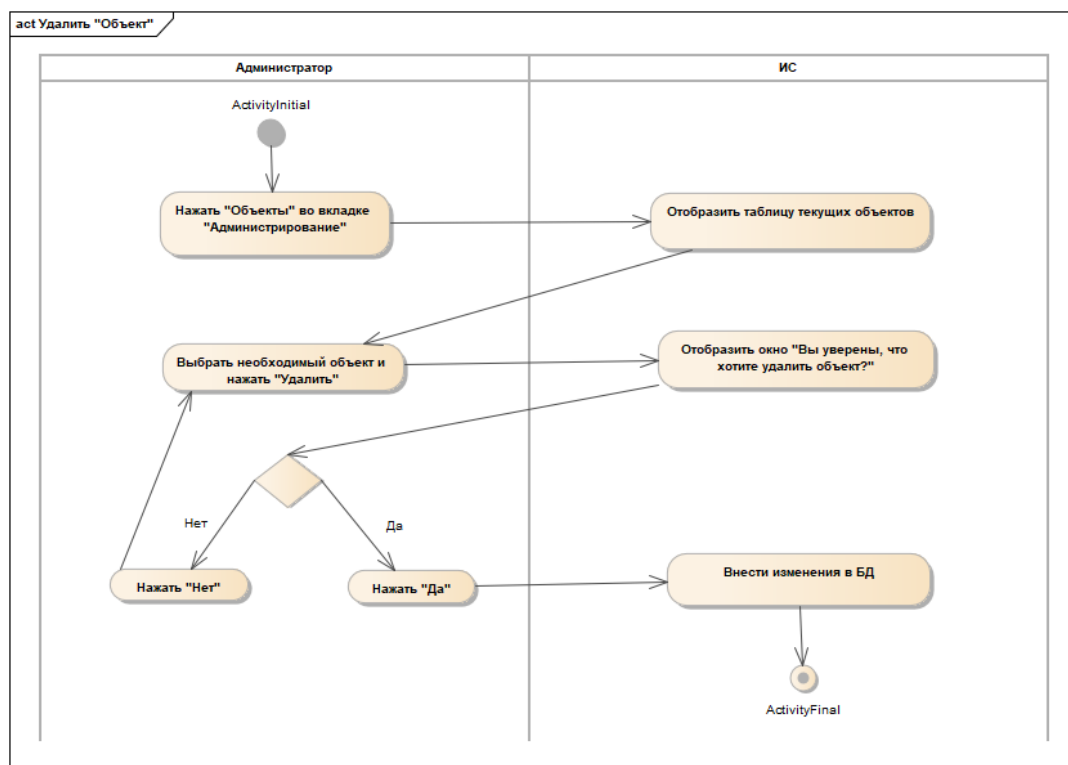 act Удалить "Объект"
Администратор
ИС
ActivityInitial
Нажать "Объекты" во вкладке
"Администрирование"
Отобразить таблицу текущих объектов
Выбрать необходимый объект и
нажать "Удалить"
Отобразить окно "Вы уверены, что
хотите удалить объект?"
Нет
Да
Нажать "Нет"
Нажать "Да"
Внести изменения в БД
ActivityFinal